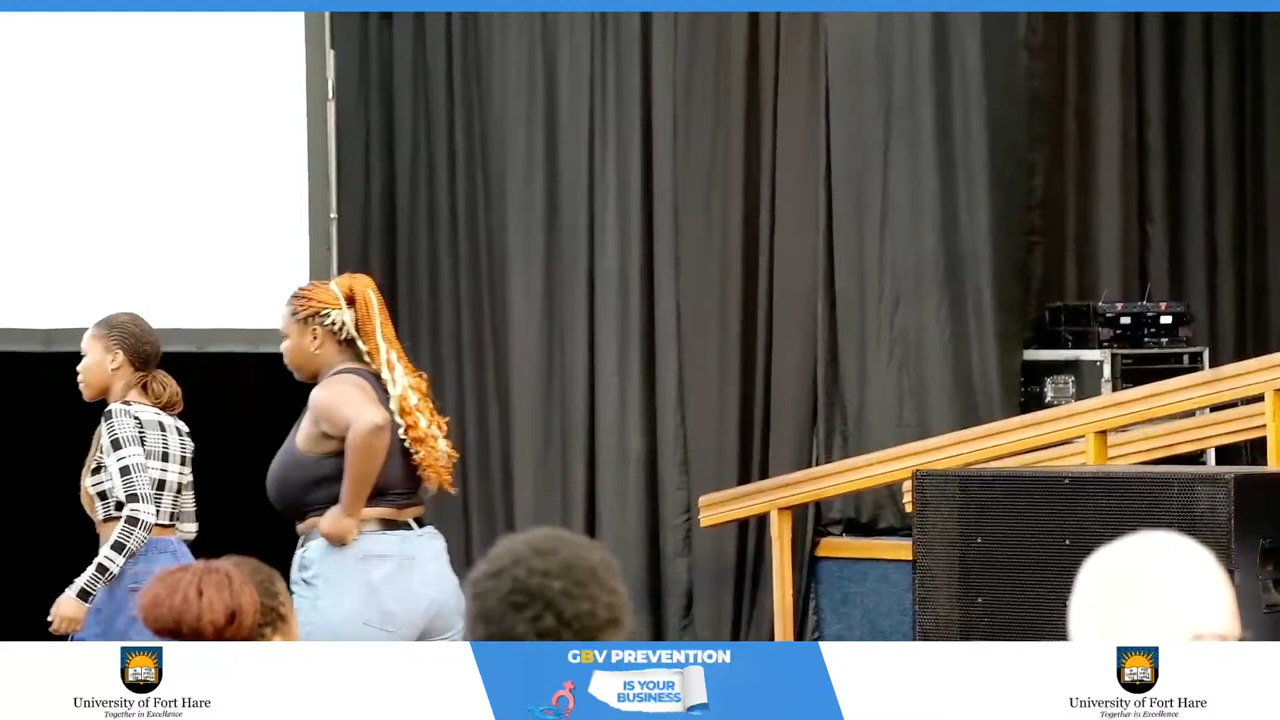 GBV PREVENTION
IS YOUR
BUSINESS
University of Fort Hare
Together in Excellence
University of Fort Hare
Together in Excellence